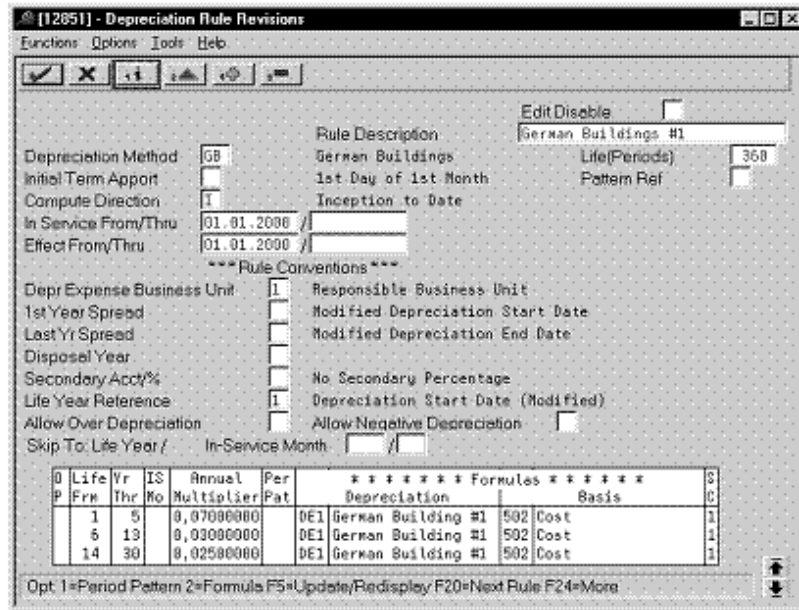 [12851] - Depreciation Rule Revisions
Functions Options Tools Help
Edit Disable
Rule Description German Buildings #1
Depreciation Method GB German Buildings Life(Periods) 360
Initial Term Apport 1st Day of 1st Month Pattern Ref
Compute Direction I Inception to Date
In Service From/Thru 01.01.2000 /
Effect From/Thru 01.01.2000 /
***Rule Conventions***
Depr Expense Business Unit 1 Responsible Business Unit
1st Year Spread Modified Depreciation Start Date
Last Yr Spread Modified Depreciation End Date
Disposal Year
Secondary Acct/% No Secondary Percentage
Life Year Reference 1 Depreciation Start Date (Modified)
Allow Over Depreciation Allow Negative Depreciation
Skip To: Life Year / In-Service Month /
O Life Yr IS Annual Per * * * * * * * Formulas * * * * * * S
P Frm Thr Mo Multiplier Pat Depreciation Basis C
1 5 0,07000000 DE1 German Building #1 502 Cost 1
6 13 0,03000000 DE1 German Building #1 502 Cost 1
14 30 0,02500000 DE1 German Building #1 502 Cost 1
Opt: 1=Period Pattern 2=Formula F5=Update/Redisplay F20=Next Rule F24=More